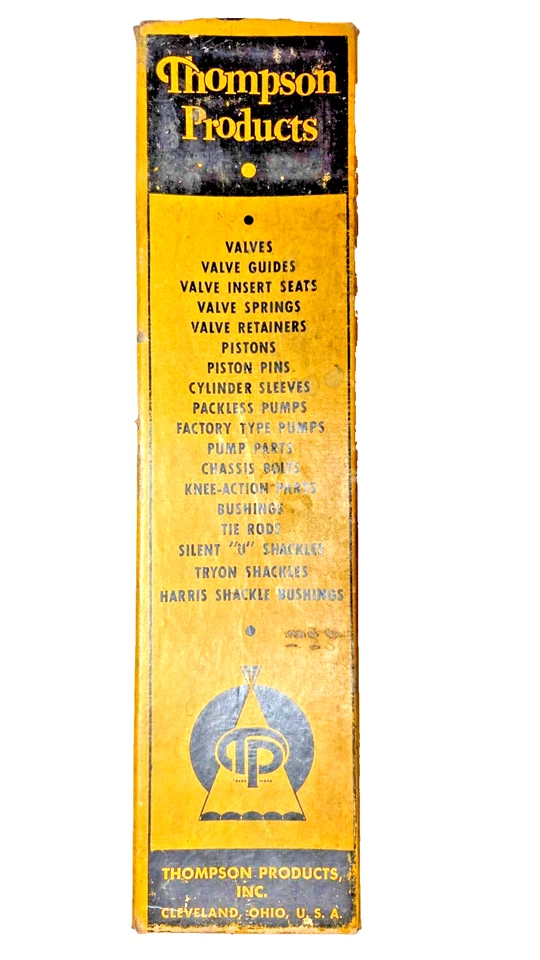 Thompson
Products
VALVES
VALVE GUIDES
VALVE INSERT SEATS
VALVE SPRINGS
VALVE RETAINERS
PISTONS
PISTON PINS
CYLINDER SLEEVES
PACKLESS PUMPS
FACTORY TYPE PUMPS
PUMP PARTS
CHASSIS BOLTS
KNEE-ACTION PARTS
BUSHINGS
TIE RODS
SILENT "U" SHACKLES
TRYON SHACKLES
HARRIS SHACKLE BUSHINGS
TP
TRADE MARK
THOMPSON PRODUCTS,
INC.
CLEVELAND, OHIO, U. S. A.